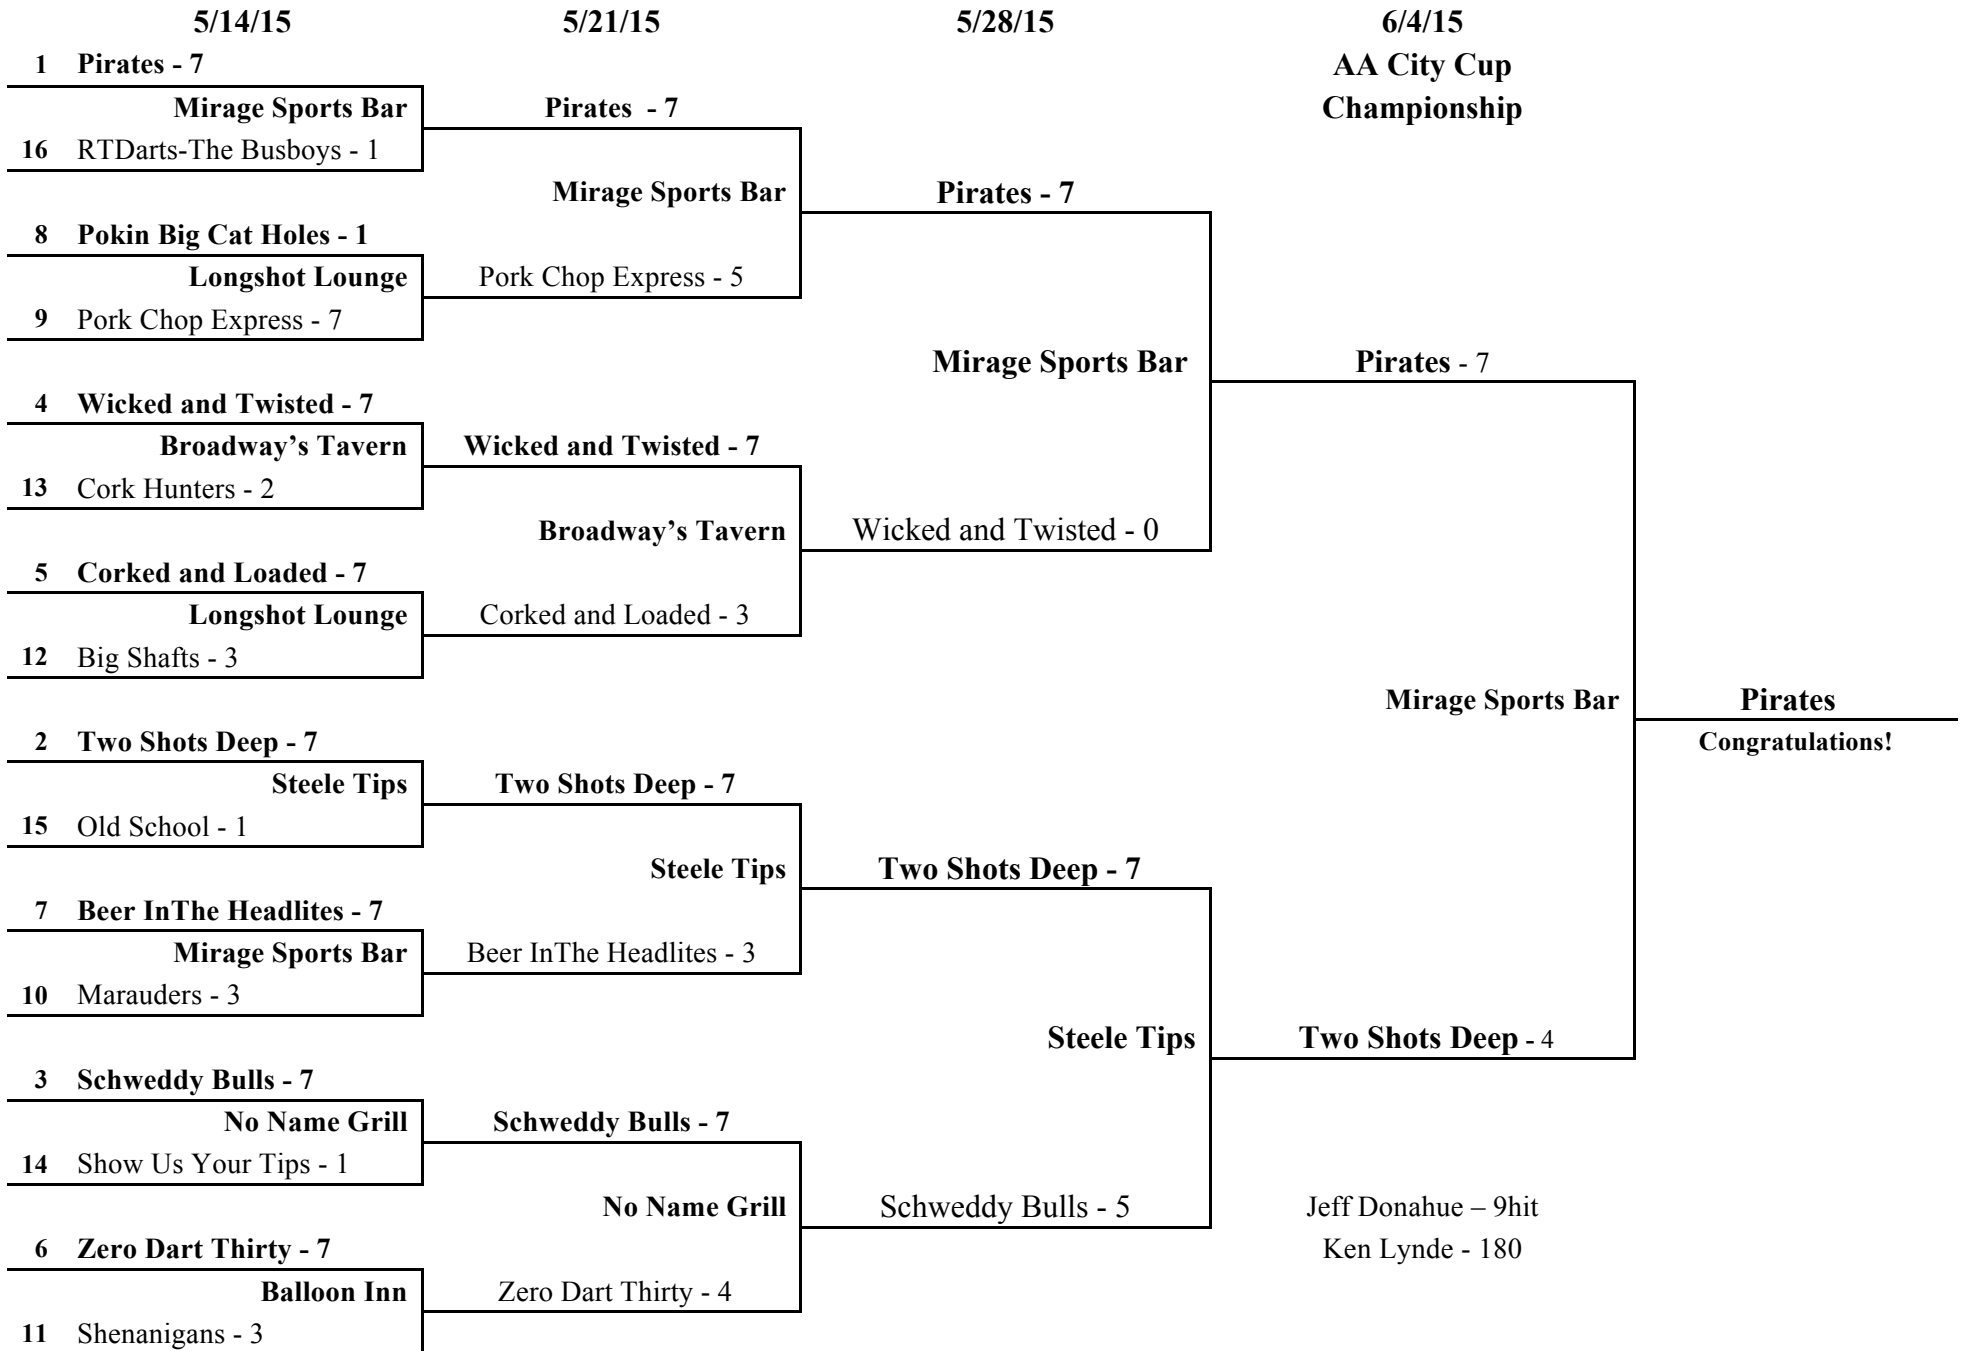 5/14/15 5/21/15 5/28/15 6/4/15
1 Pirates - 7 AA City Cup
Mirage Sports Bar Pirates - 7 Championship
16 RTDarts-The Busboys - 1
Mirage Sports Bar Pirates - 7
8 Pokin Big Cat Holes - 1
Longshot Lounge Pork Chop Express - 5
9 Pork Chop Express - 7
Mirage Sports Bar Pirates - 7
4 Wicked and Twisted - 7
Broadway’s Tavern Wicked and Twisted - 7
13 Cork Hunters - 2
Broadway’s Tavern Wicked and Twisted - 0
5 Corked and Loaded - 7
Longshot Lounge Corked and Loaded - 3
12 Big Shafts - 3
Mirage Sports Bar Pirates
2 Two Shots Deep - 7 Congratulations!
Steele Tips Two Shots Deep - 7
15 Old School - 1
Steele Tips Two Shots Deep - 7
7 Beer InThe Headlites - 7
Mirage Sports Bar Beer InThe Headlites - 3
10 Marauders - 3
Steele Tips Two Shots Deep - 4
3 Schweddy Bulls - 7
No Name Grill Schweddy Bulls - 7
14 Show Us Your Tips - 1
No Name Grill Schweddy Bulls - 5 Jeff Donahue – 9hit
6 Zero Dart Thirty - 7 Ken Lynde - 180
Balloon Inn Zero Dart Thirty - 4
11 Shenanigans - 3